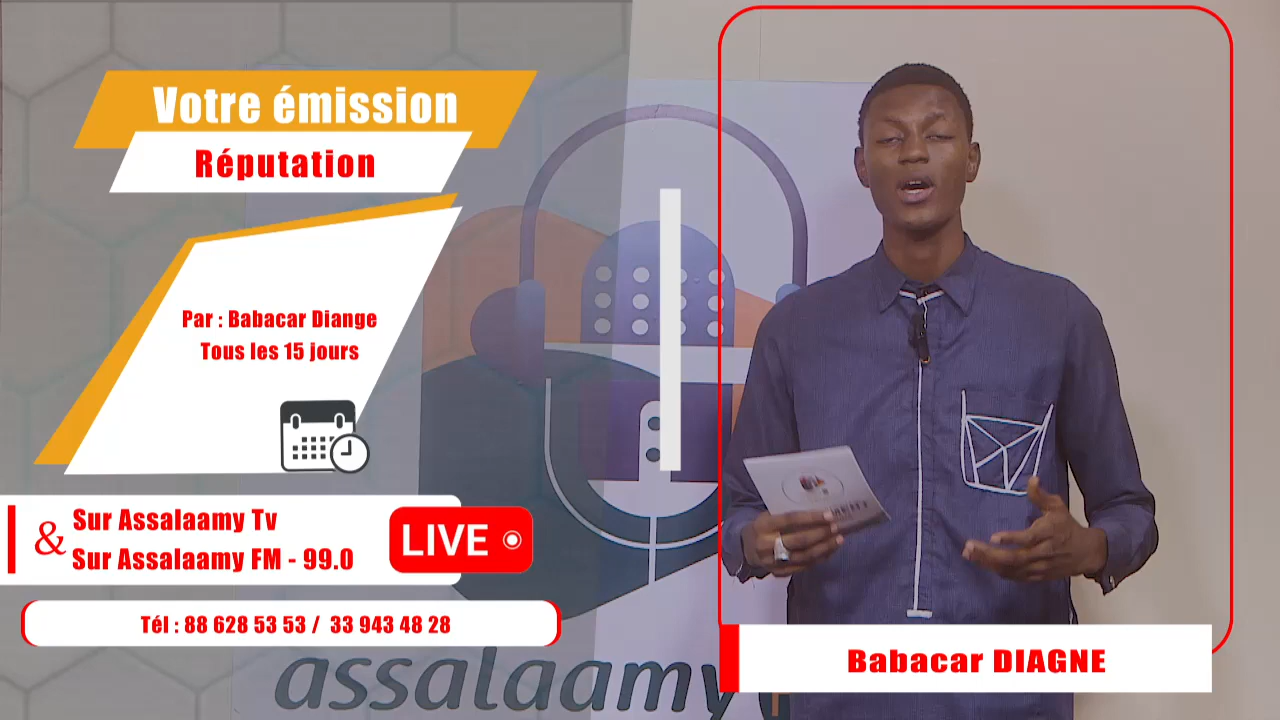 Votre émission
Réputation
Par : Babacar Diange
Tous les 15 jours
& Sur Assalaamy Tv
Sur Assalaamy FM - 99.0
LIVE
Tél : 88 628 53 53 / 33 943 48 28
assalaamy
Babacar DIAGNE